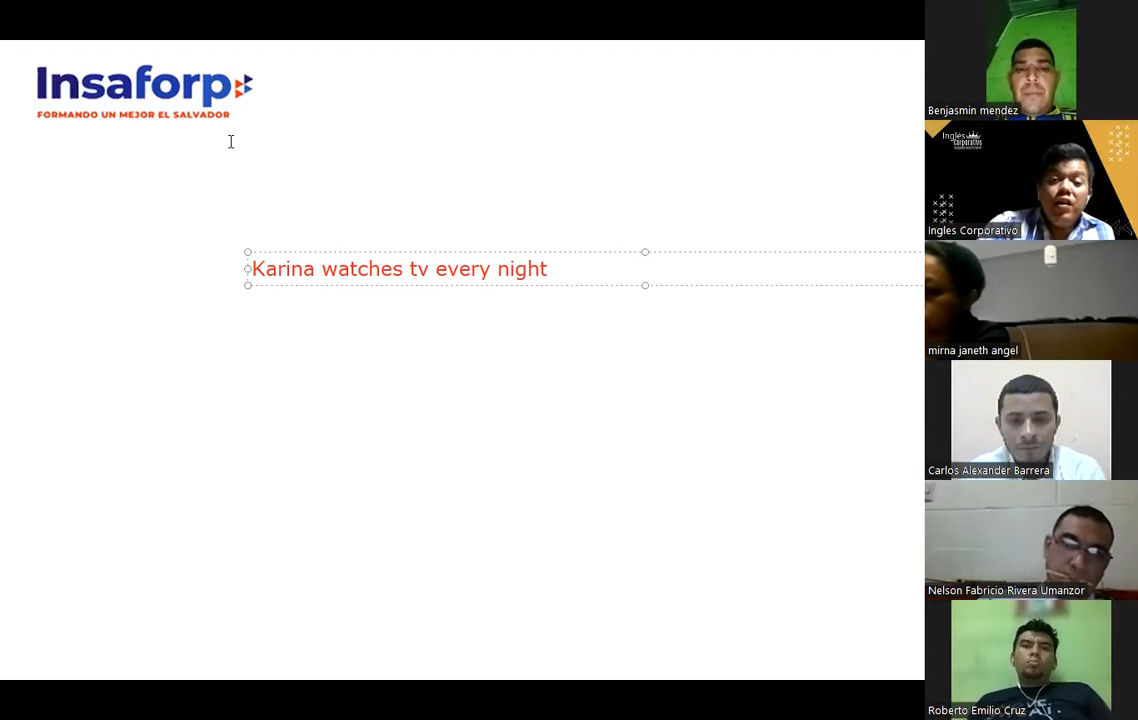 Insaforp
FORMANDO UN MEJOR EL SALVADOR
Karina watches tv every night
Benjasmin mendez
Inglés
corporativo
Ingles Corporativo
mirna janeth angel
Carlos Alexander Barrera
Nelson Fabricio Rivera Umanzor
Roberto Emilio Cruz